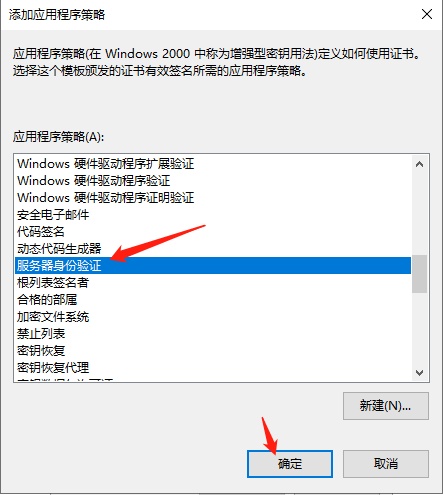 添加应用程序策略
应用程序策略(在 Windows 2000 中称为增强型密钥用法)定义如何使用证书。
选择这个模板颁发的证书有效签名所需的应用程序策略。
应用程序策略(A):
Windows 硬件驱动程序扩展验证
Windows 硬件驱动程序验证
Windows 硬件驱动程序证明验证
安全电子邮件
代码签名
动态代码生成器
服务器身份验证
根列表签名者
合格的部属
加密文件系统
禁止列表
密钥恢复
密钥恢复代理
新建(N)...
确定
取消